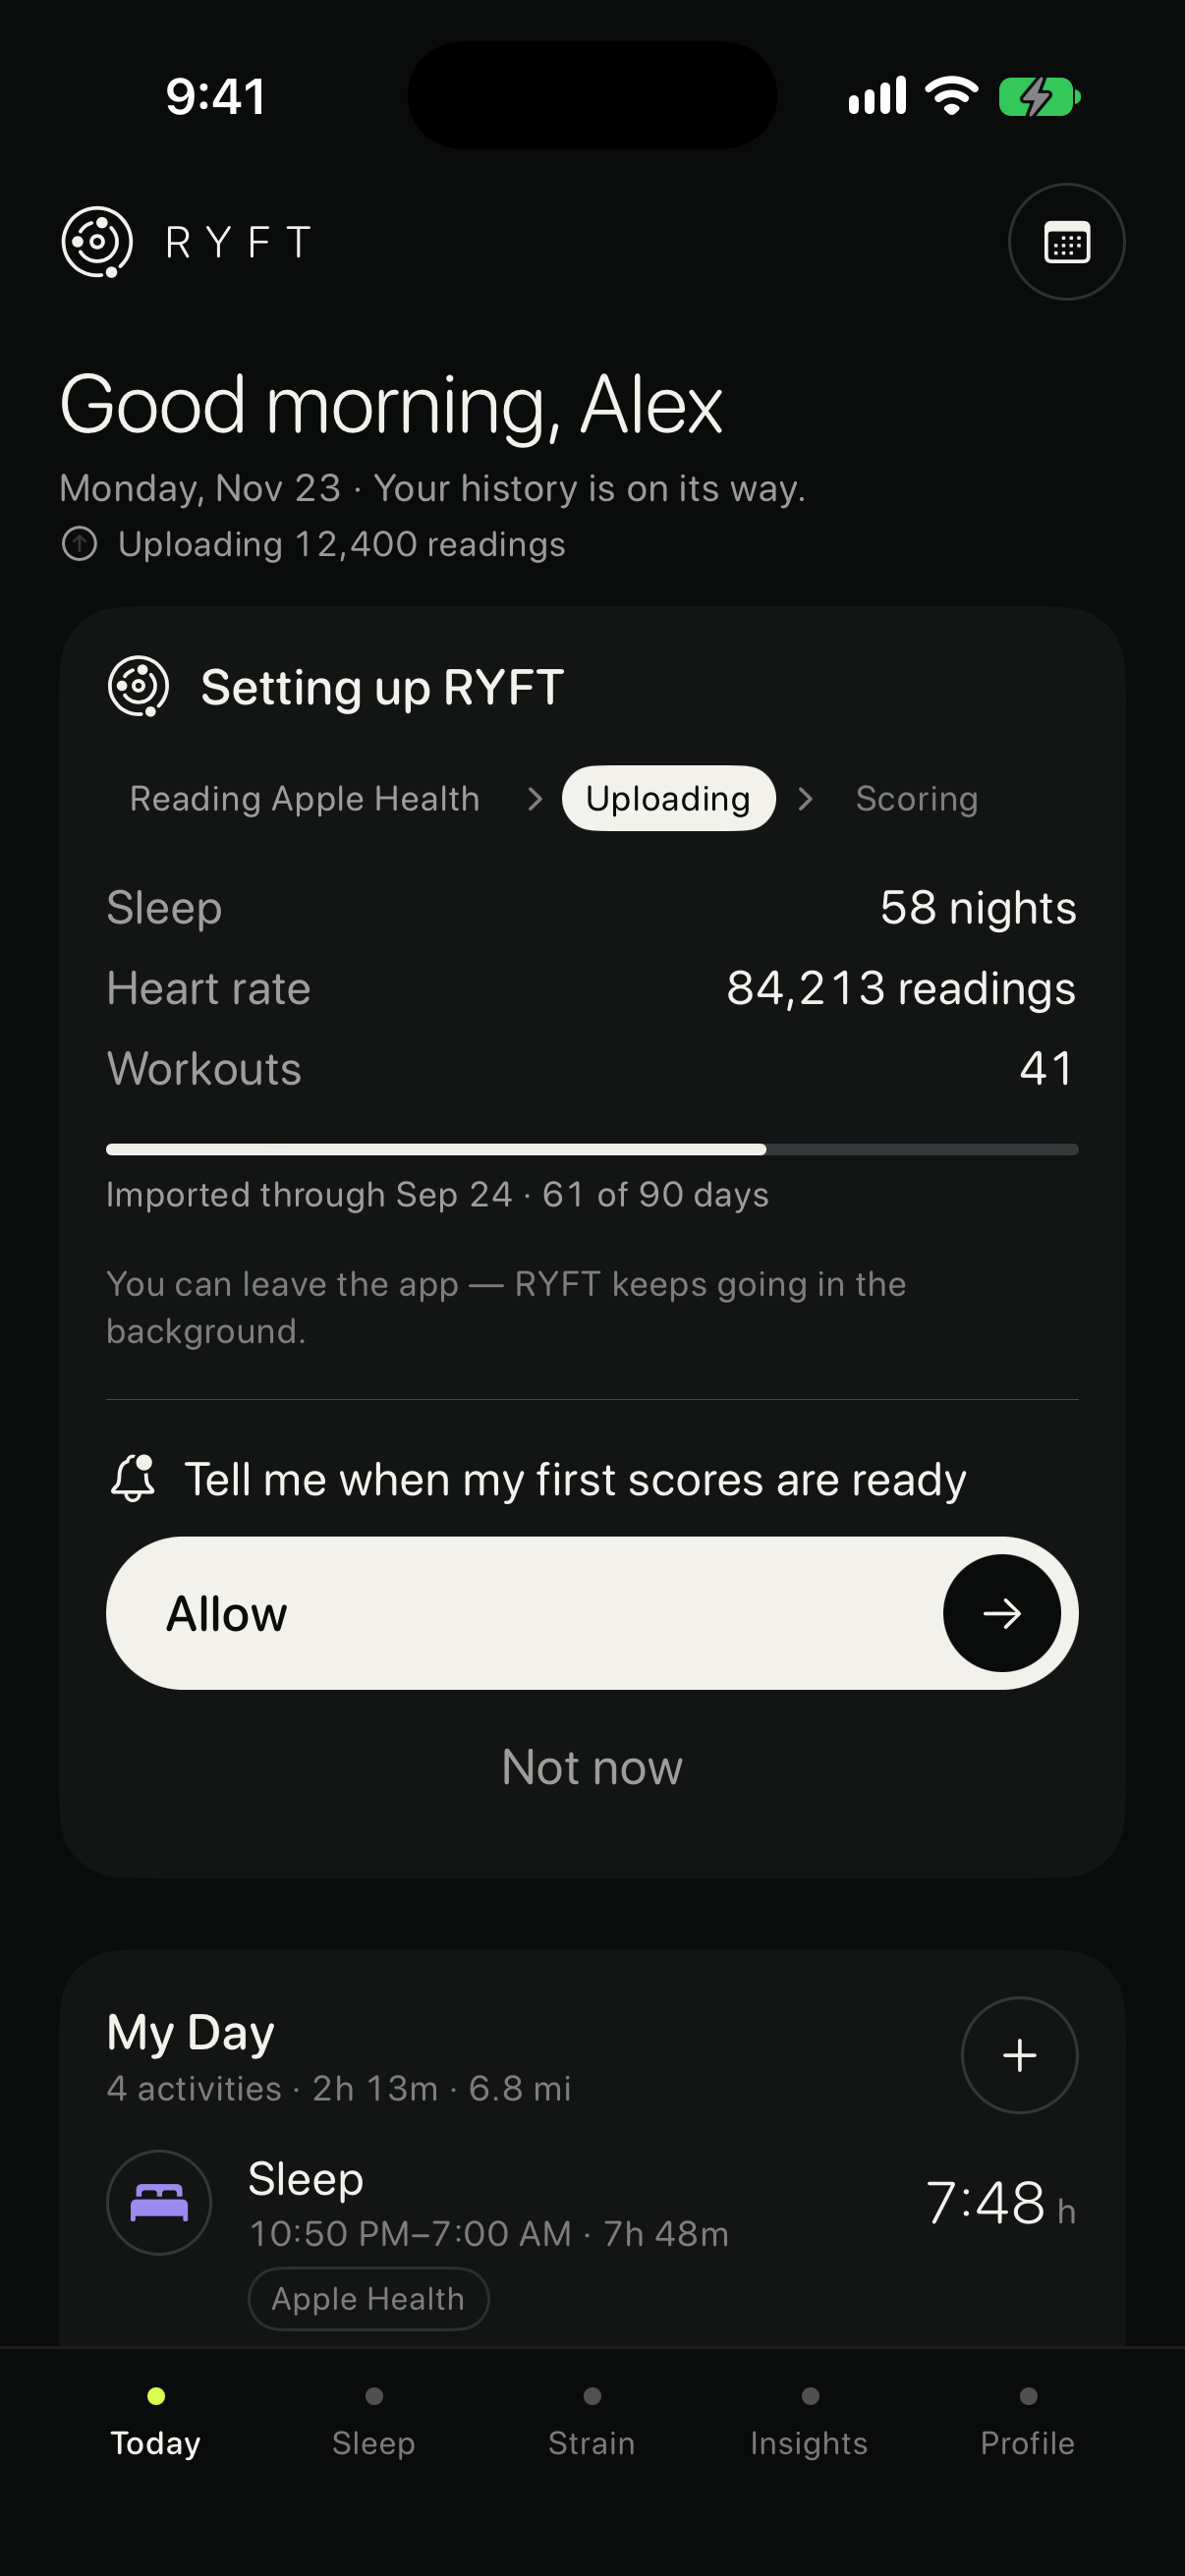 9:41
RYFT
Good morning, Alex
Monday, Nov 23 · Your history is on its way.
Uploading 12,400 readings
Setting up RYFT
Reading Apple Health > Uploading > Scoring
Sleep 58 nights
Heart rate 84,213 readings
Workouts 41
Imported through Sep 24 · 61 of 90 days
You can leave the app — RYFT keeps going in the
background.
Tell me when my first scores are ready
Allow
Not now
My Day
4 activities · 2h 13m · 6.8 mi
Sleep
10:50 PM–7:00 AM · 7h 48m
7:48 h
Apple Health
Today Sleep Strain Insights Profile